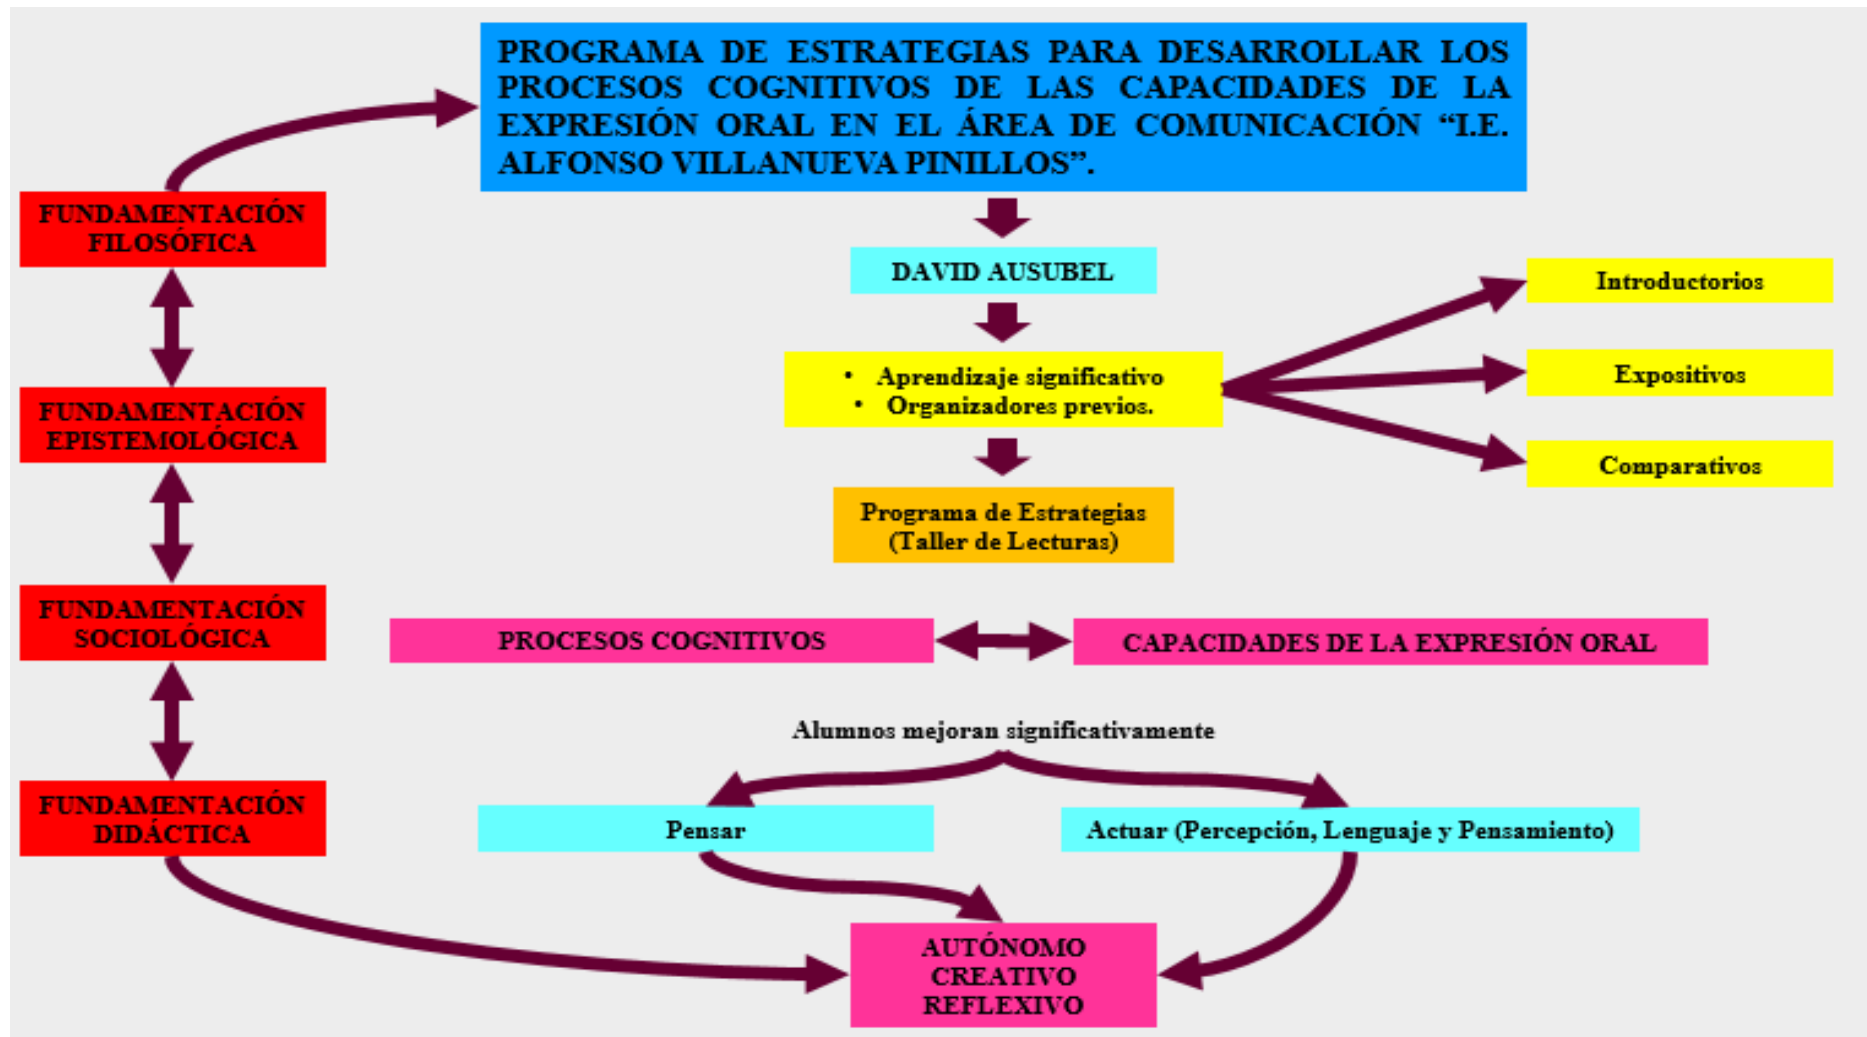 PROGRAMA DE ESTRATEGIAS PARA DESARROLLAR LOS
PROCESOS COGNITIVOS DE LAS CAPACIDADES DE LA
EXPRESIÓN ORAL EN EL ÁREA DE COMUNICACIÓN “I.E.
ALFONSO VILLANUEVA PINILLOS”.
FUNDAMENTACIÓN
FILOSÓFICA
DAVID AUSUBEL
Introductorios
• Aprendizaje significativo
• Organizadores previos.
Expositivos
Comparativos
FUNDAMENTACIÓN
EPISTEMOLÓGICA
Programa de Estrategias
(Taller de Lecturas)
FUNDAMENTACIÓN
SOCIOLÓGICA
PROCESOS COGNITIVOS
CAPACIDADES DE LA EXPRESIÓN ORAL
Alumnos mejoran significativamente
FUNDAMENTACIÓN
DIDÁCTICA
Pensar
Actuar (Percepción, Lenguaje y Pensamiento)
AUTÓNOMO
CREATIVO
REFLEXIVO